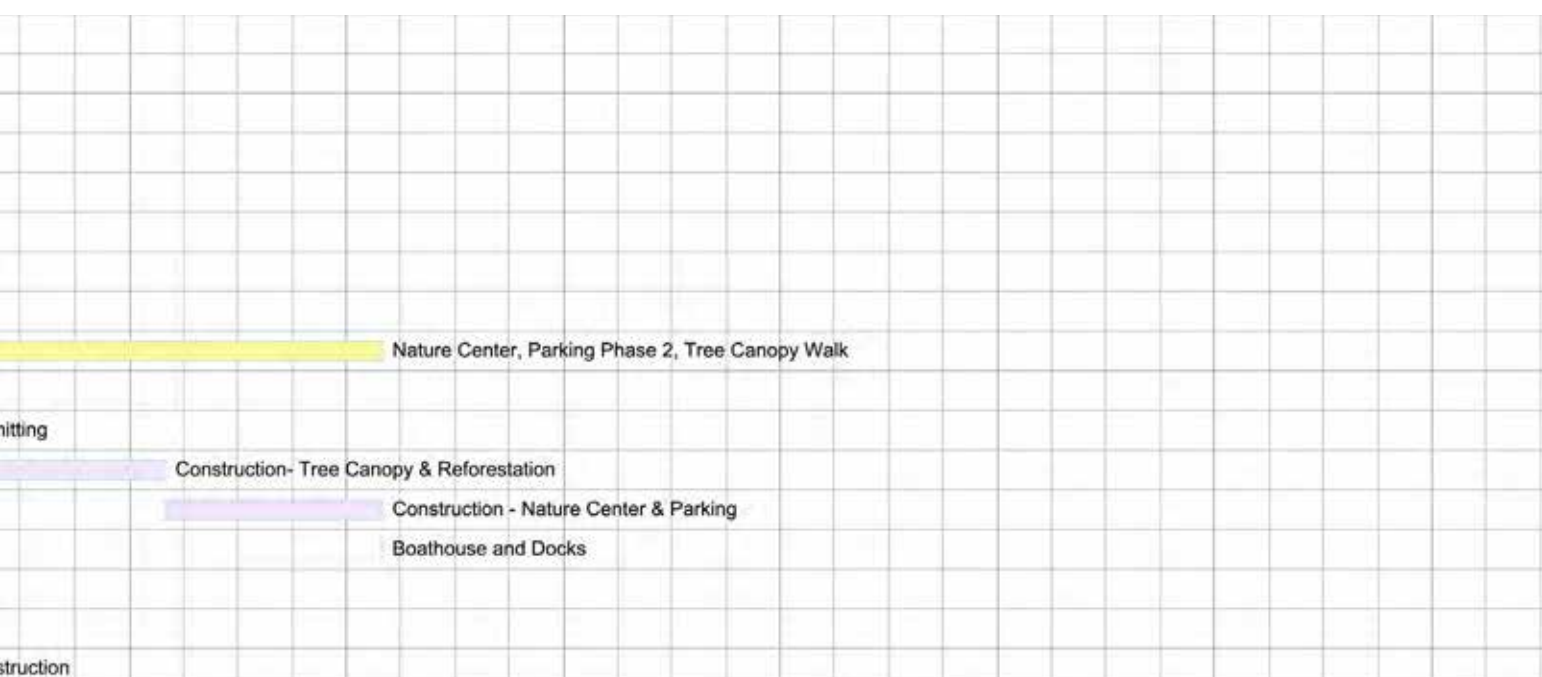 Nature Center, Parking Phase 2, Tree Canopy Walk
nitting
Construction- Tree Canopy & Reforestation
Construction - Nature Center & Parking
Boathouse and Docks
struction